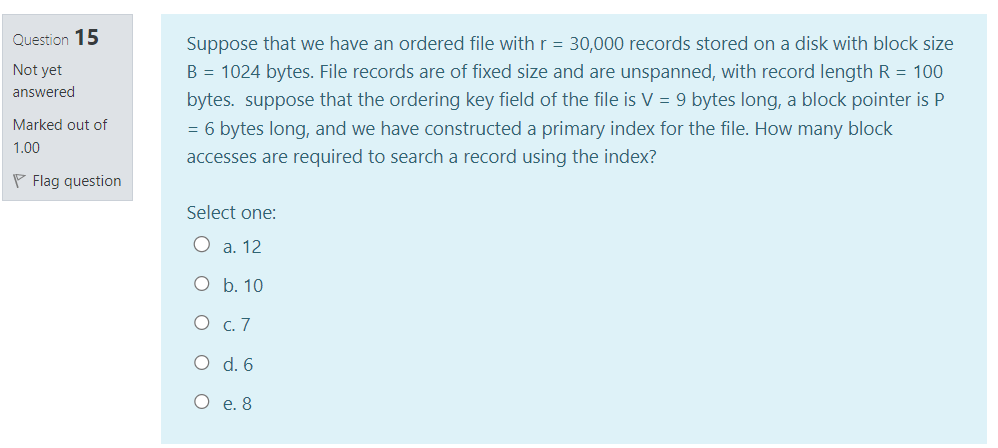 Question 15
Not yet
answered
Marked out of
1.00
Flag question
Suppose that we have an ordered file with r = 30,000 records stored on a disk with block size
B = 1024 bytes. File records are of fixed size and are unspanned, with record length R = 100
bytes.  suppose that the ordering key field of the file is V = 9 bytes long, a block pointer is P
= 6 bytes long, and we have constructed a primary index for the file. How many block
accesses are required to search a record using the index?
Select one:
a. 12
b. 10
c. 7
d. 6
e. 8